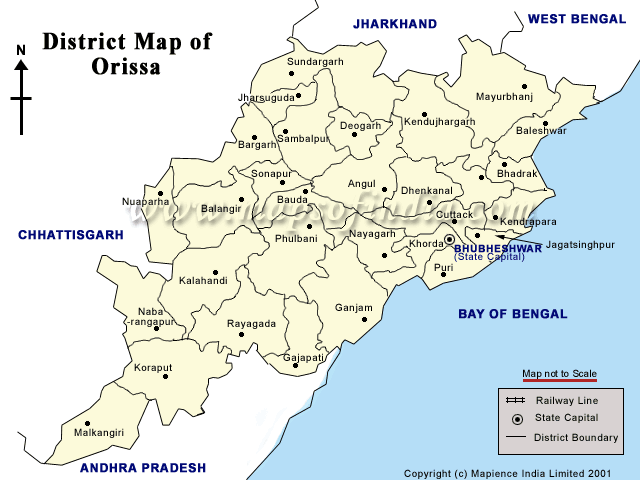 District Map of
Orissa
N
JHARKHAND
WEST BENGAL
Sundargarh
Jharsuguda
Mayurbhanj
Sambalpur
Deogarh
Kendujhargarh
Baleshwar
Bargarh
Sonapur
Bhadrak
Nuaparha
Balangir
Bauda
Angul
Dhenkanal
www.mapsofindia.com
Cuttack
Kendrapara
CHHATTISGARH
Phulbani
Nayagarh
Khorda
BHUBHESHWAR
(State Capital)
Jagatsinghpur
Puri
Kalahandi
Naba
-rangapur
Ganjam
BAY OF BENGAL
Rayagada
Gajapati
Koraput
Malkangiri
ANDHRA PRADESH
Map not to Scale
Railway Line
State Capital
District Boundary
Copyright (c) Mapience India Limited 2001